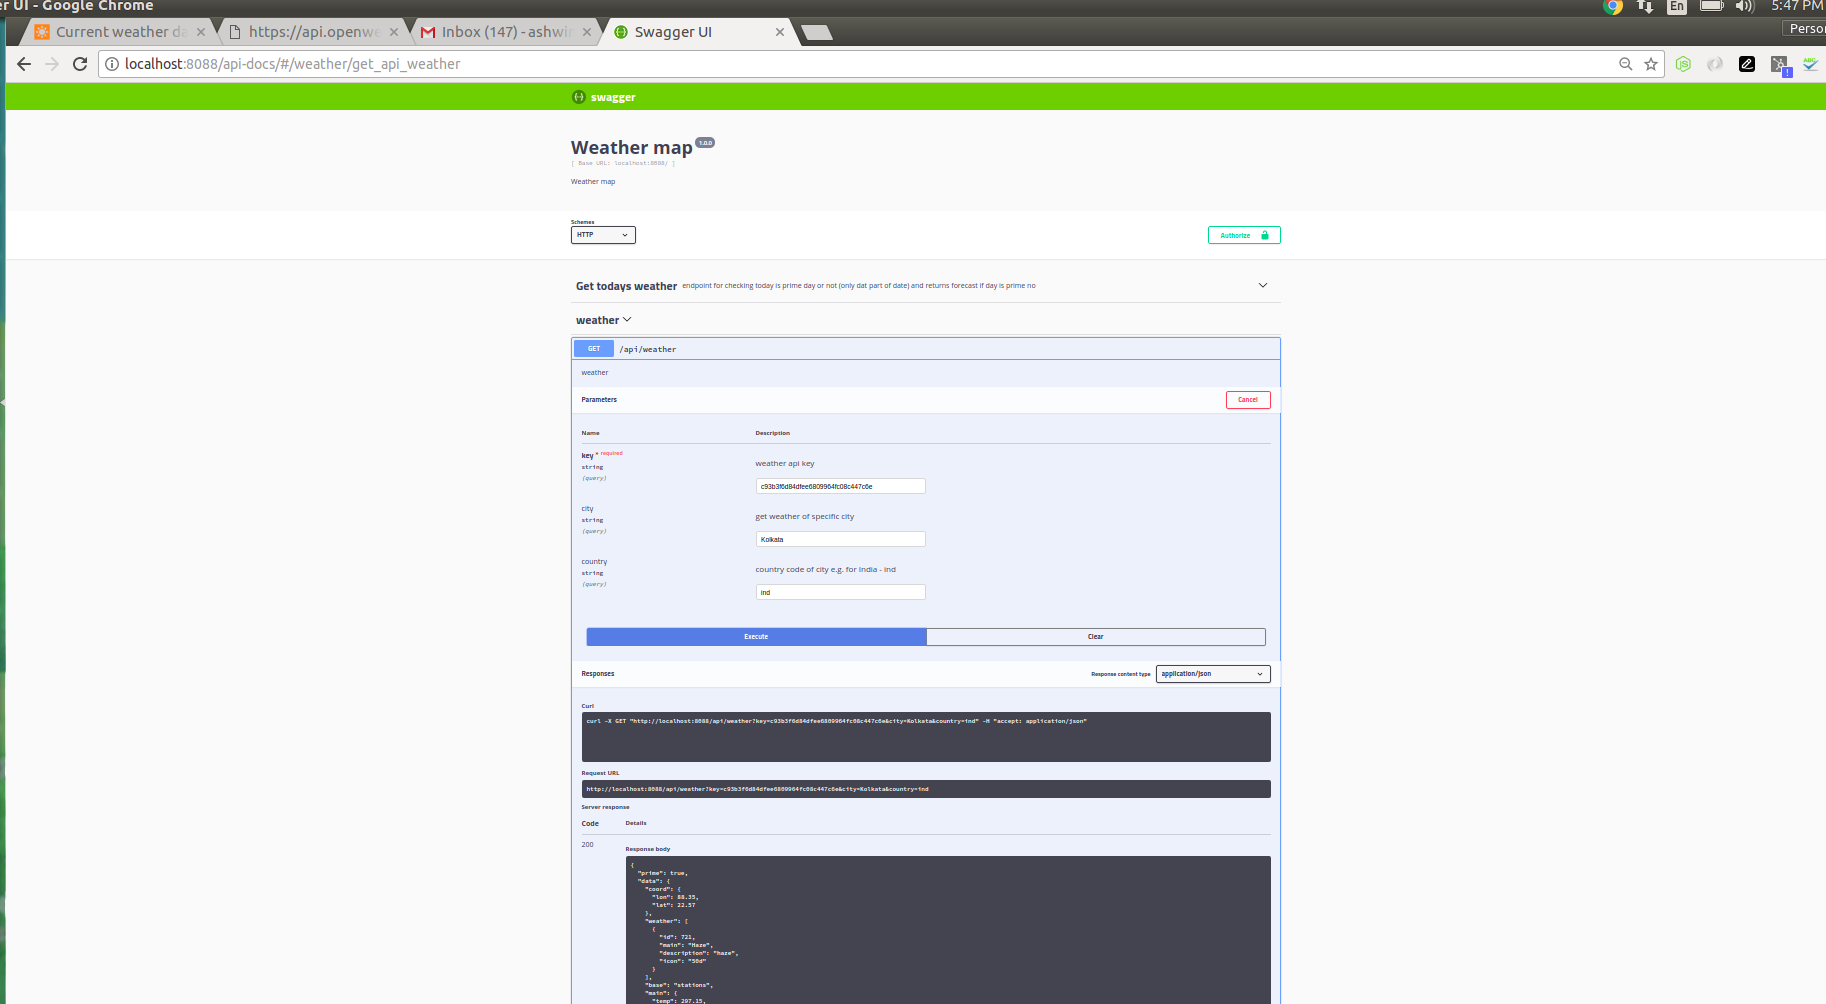 er UI - Google Chrome
En
5:47 PM
Current weather da
https://api.openwe
Inbox (147) - ashwin
Swagger UI
Perso
localhost:8088/api-docs/#/weather/get_api_weather
swagger
Weather map 1.0.0
[ Base URL: localhost:8088/ ]
Weather map
Schemes
HTTP
Authorize
Get todays weather endpoint for checking today is prime day or not (only dat part of date) and returns forecast if day is prime no
weather
GET /api/weather
weather
Parameters
Cancel
Name Description
key * required
string
(query)
weather api key
c93b3f6d84dfee6809964fc08c447c6e
city
string
(query)
get weather of specific city
Kolkata
country
string
(query)
country code of city e.g. for India - ind
ind
Execute
Clear
Responses
Response content type application/json
Curl
curl -X GET "http://localhost:8088/api/weather?key=c93b3f6d84dfee6809964fc08c447c6e&city=Kolkata&country=ind" -H "accept: application/json"
Request URL
http://localhost:8088/api/weather?key=c93b3f6d84dfee6809964fc08c447c6e&city=Kolkata&country=ind
Server response
Code Details
200
Response body
{
"prime": true,
"data": {
"coord": {
"lon": 88.35,
"lat": 22.57
},
"weather": [
{
"id": 721,
"main": "Haze",
"description": "haze",
"icon": "50d"
}
],
"base": "stations",
"main": {
"temp": 297.15,